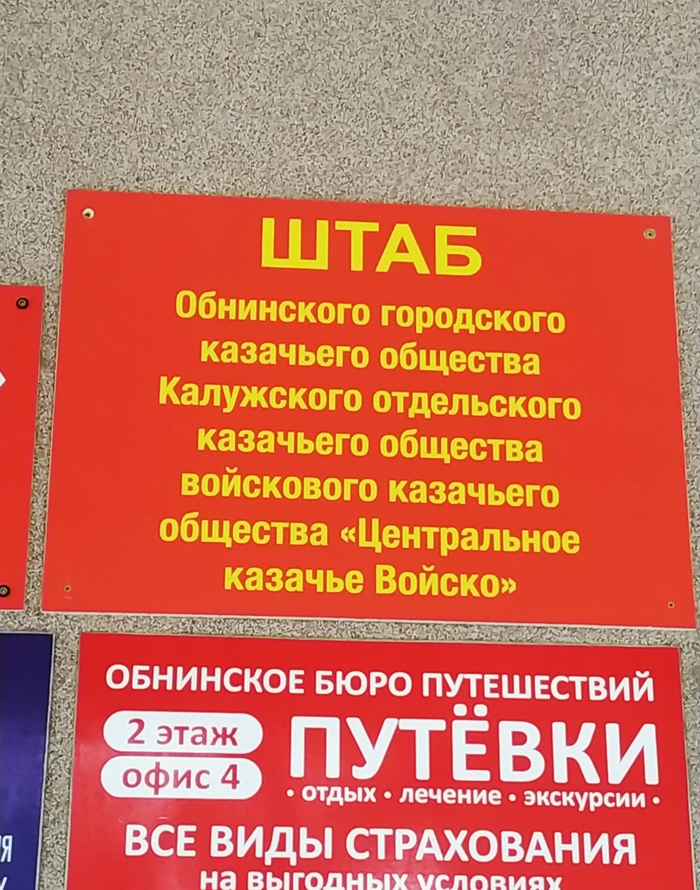 ШТАБ
Обнинского городского
казачьего общества
Калужского отдельского
казачьего общества
войскового казачьего
общества «Центральное
казачье Войско»
ОБНИНСКОЕ БЮРО ПУТЕШЕСТВИЙ
2 этаж
офис 4
ПУТЁВКИ
• отдых • лечение • экскурсии •
ВСЕ ВИДЫ СТРАХОВАНИЯ
на выгодных условиях